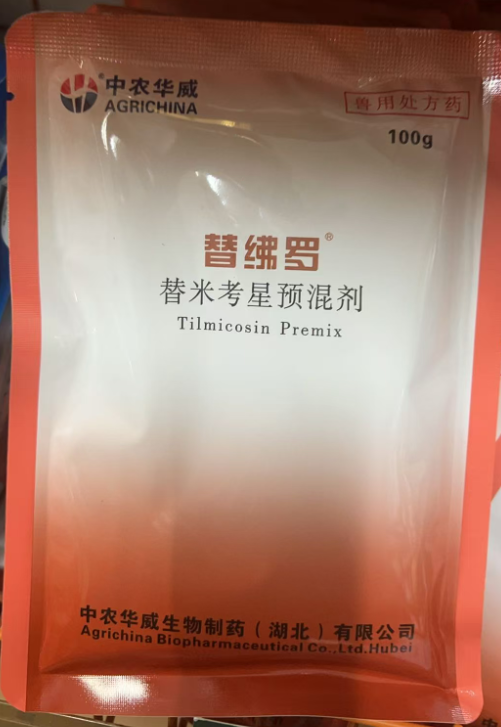 中农华威
AGRICHINA
兽用处方药
100g
替绋罗®
替米考星预混剂
Tilmicosin Premix
中农华威生物制药（湖北）有限公司
Agrichina Biopharmaceutical Co.,Ltd.Hubei